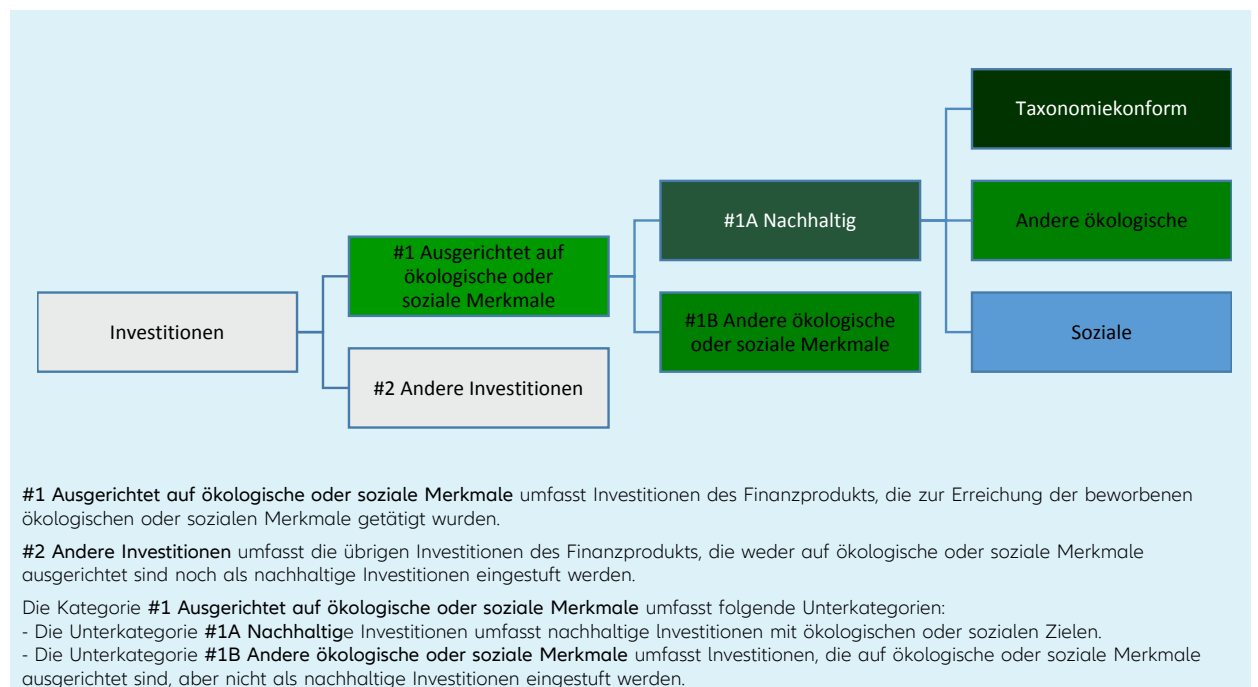 Taxonomiekonform
#1A Nachhaltig
Andere ökologische
#1 Ausgerichtet auf
ökologische oder
soziale Merkmale
Investitionen
#1B Andere ökologische
oder soziale Merkmale
Soziale
#2 Andere Investitionen
#1 Ausgerichtet auf ökologische oder soziale Merkmale umfasst Investitionen des Finanzprodukts, die zur Erreichung der beworbenen
ökologischen oder sozialen Merkmale getätigt wurden.
#2 Andere Investitionen umfasst die übrigen Investitionen des Finanzprodukts, die weder auf ökologische oder soziale Merkmale
ausgerichtet sind noch als nachhaltige Investitionen eingestuft werden.
Die Kategorie #1 Ausgerichtet auf ökologische oder soziale Merkmale umfasst folgende Unterkategorien:
- Die Unterkategorie #1A Nachhaltige Investitionen umfasst nachhaltige lnvestitionen mit ökologischen oder sozialen Zielen.
- Die Unterkategorie #1B Andere ökologische oder soziale Merkmale umfasst lnvestitionen, die auf ökologische oder soziale Merkmale
ausgerichtet sind, aber nicht als nachhaltige Investitionen eingestuft werden.